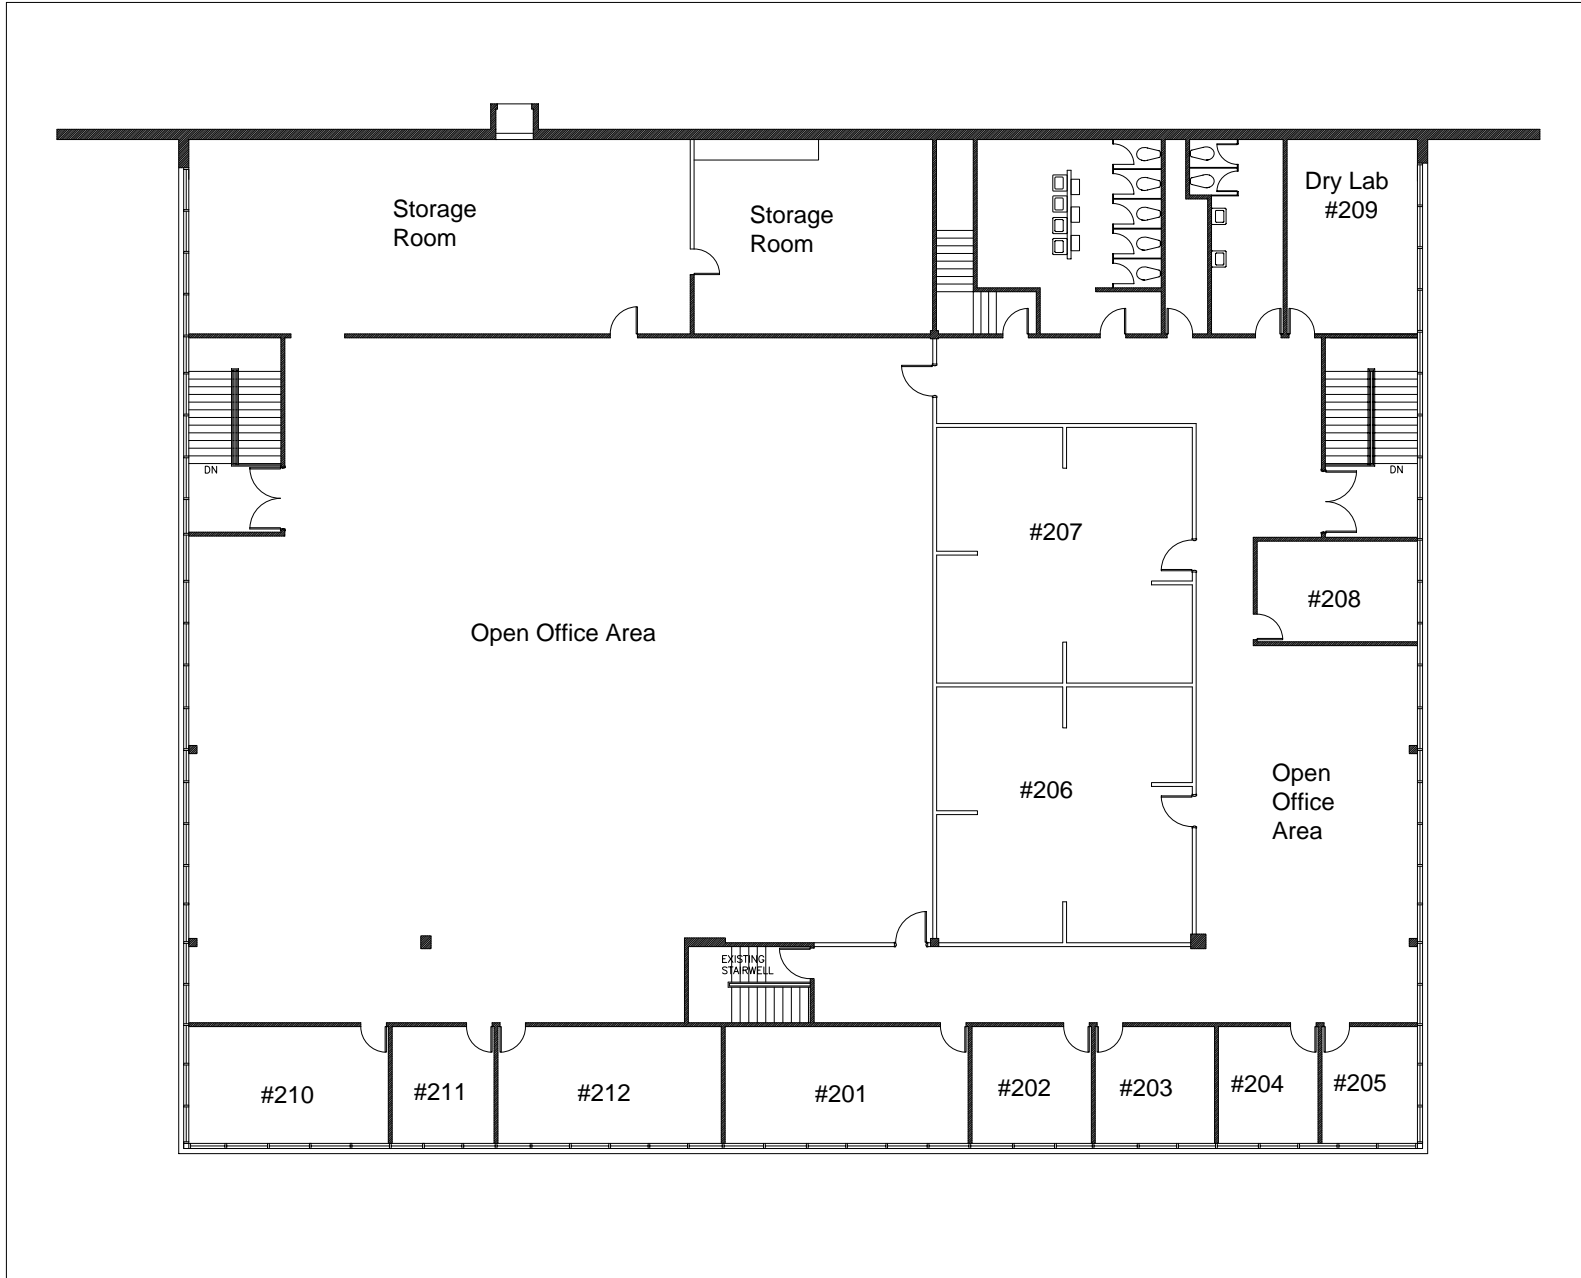 Storage
Room
Storage
Room
Dry Lab
#209
DN
DN
#207
#208
Open Office Area
#206
Open
Office
Area
EXISTING
STAIRWELL
#210
#211
#212
#201
#202
#203
#204
#205